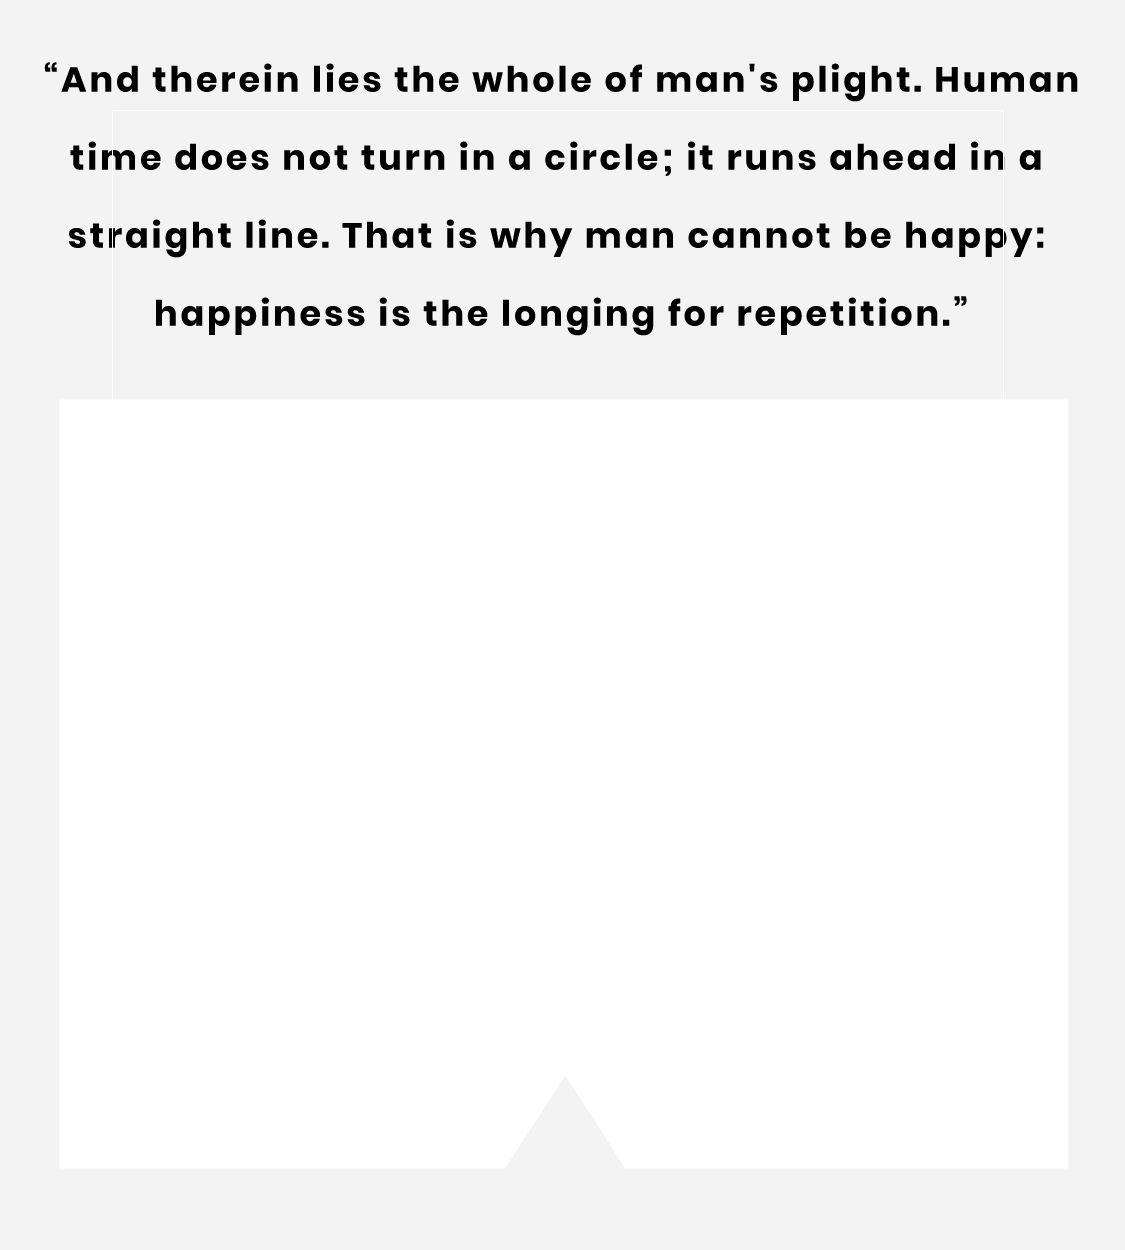 “And therein lies the whole of man's plight. Human
time does not turn in a circle; it runs ahead in a
straight line. That is why man cannot be happy:
happiness is the longing for repetition.”